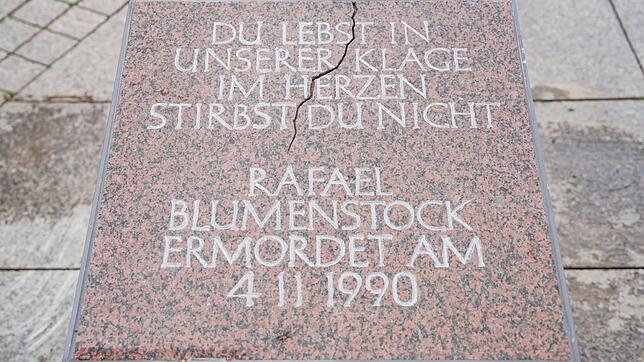 DU LEBST IN
UNSERER KLAGE
IM HERZEN
STIRBST DU NICHT
RAFAEL
BLUMENSTOCK
ERMORDET AM
4 11 1990